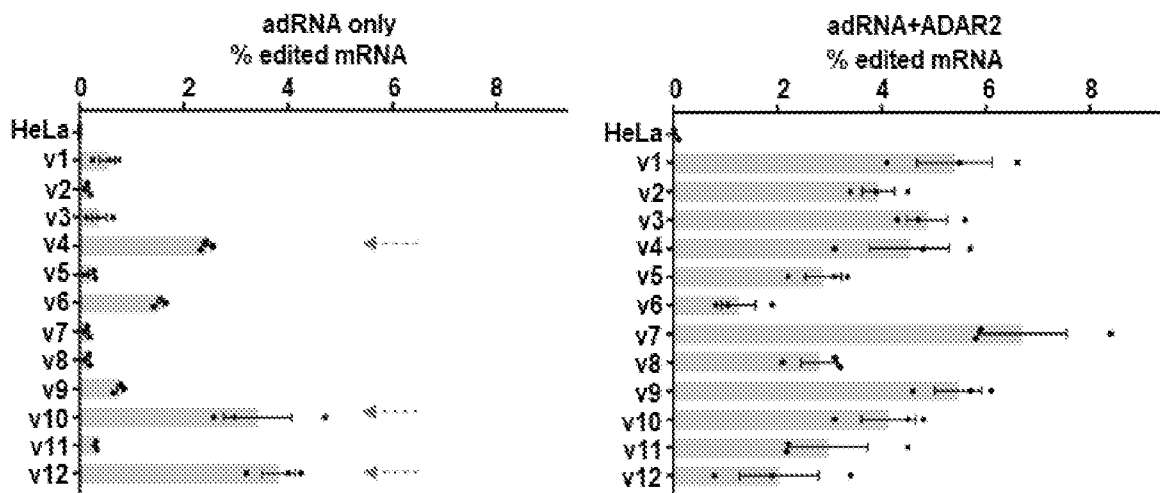 adRNA only
% edited mRNA
0 2 4 6 8
HeLa
v1
v2
v3
v4
v5
v6
v7
v8
v9
v10
v11
v12
adRNA+ADAR2
% edited mRNA
0 2 4 6 8
HeLa
v1
v2
v3
v4
v5
v6
v7
v8
v9
v10
v11
v12